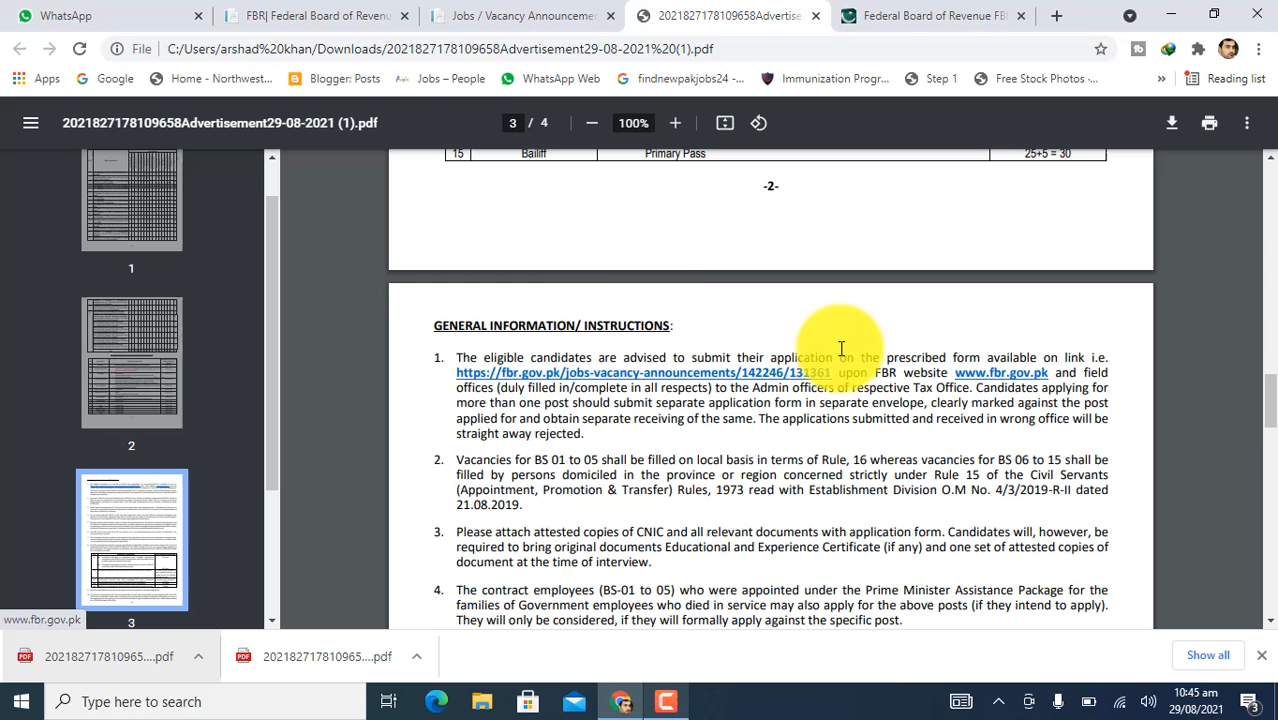 WhatsApp
FBR| Federal Board of Revenu
Jobs / Vacancy Announcemen
2021827178109658Advertise
Federal Board of Revenue FB
File
C:/Users/arshad%20khan/Downloads/2021827178109658Advertisement29-08-2021%20(1).pdf
Apps
Google
Home - Northwest...
Blogger: Posts
Jobs – People
WhatsApp Web
findnewpakjobs24 -...
Immunization Progr...
Step 1
Free Stock Photos -...
»
Reading list
2021827178109658Advertisement29-08-2021 (1).pdf
3 / 4
100%
15 Bailiff Primary Pass 25+5 = 30
-2-
1
2
3
GENERAL INFORMATION/ INSTRUCTIONS:
1. The eligible candidates are advised to submit their application on the prescribed form available on link i.e.
https://fbr.gov.pk/jobs-vacancy-announcements/142246/131361 upon FBR website www.fbr.gov.pk and field
offices (duly filled in/complete in all respects) to the Admin officers of respective Tax Office. Candidates applying for
more than one post should submit separate application form in separate envelope, clearly marked against the post
applied for and obtain separate receiving of the same. The applications submitted and received in wrong office will be
straight away rejected.
2. Vacancies for BS 01 to 05 shall be filled on local basis in terms of Rule, 16 whereas vacancies for BS 06 to 15 shall be
filled by persons domiciled in the province or region concerned strictly under Rule 15 of the Civil Servants
(Appointment, Promotion & Transfer) Rules, 1973 read with Establishment Division O.M No. 4/3/2019-R-II dated
21.08.2019.
3. Please attach attested copies of CNIC and all relevant documents with application form. Candidates will, however, be
required to bring original documents Educational and Experience Certificate (if any) and one set of attested copies of
document at the time of interview.
4. The contract employees (BS-01 to 05) who were appointed under the Prime Minister Assistance Package for the
families of Government employees who died in service may also apply for the above posts (if they intend to apply).
They will only be considered, if they will formally apply against the specific post.
www.fbr.gov.pk
202182717810965....pdf
202182717810965....pdf
Show all
Type here to search
10:45 am
29/08/2021
3